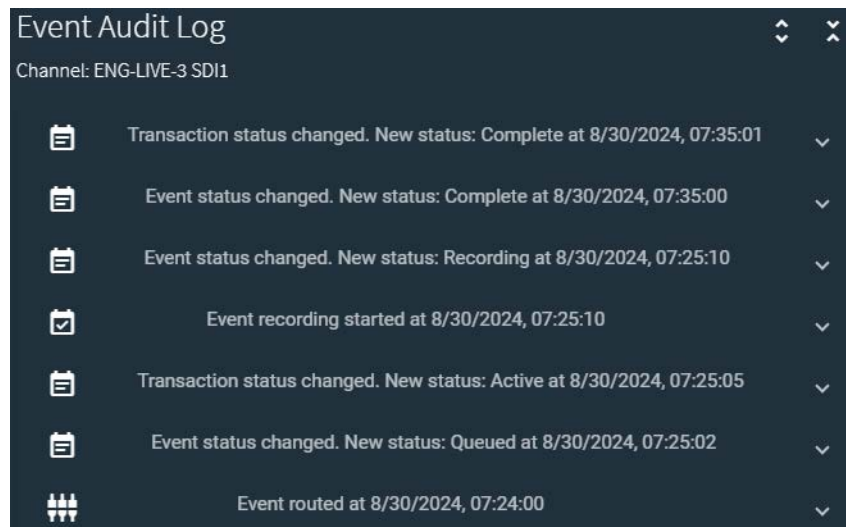 Event Audit Log
Channel: ENG-LIVE-3 SDI1
Transaction status changed. New status: Complete at 8/30/2024, 07:35:01
Event status changed. New status: Complete at 8/30/2024, 07:35:00
Event status changed. New status: Recording at 8/30/2024, 07:25:10
Event recording started at 8/30/2024, 07:25:10
Transaction status changed. New status: Active at 8/30/2024, 07:25:05
Event status changed. New status: Queued at 8/30/2024, 07:25:02
Event routed at 8/30/2024, 07:24:00